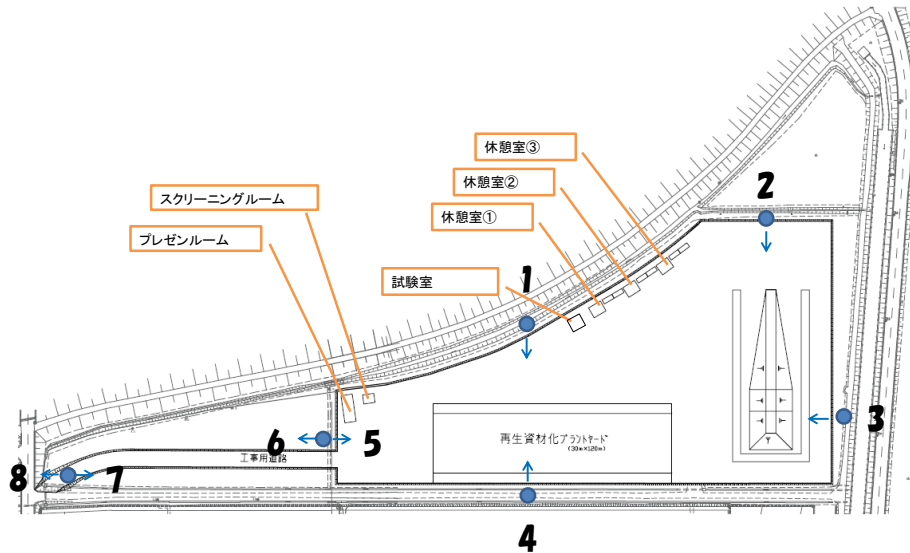 休憩室③
2
休憩室②
スクリーニングルーム
休憩室①
プレゼンルーム
1
試験室
3
6
5
再生資材化プラントヤード
(30m×120m)
工事用道路
8
7
4